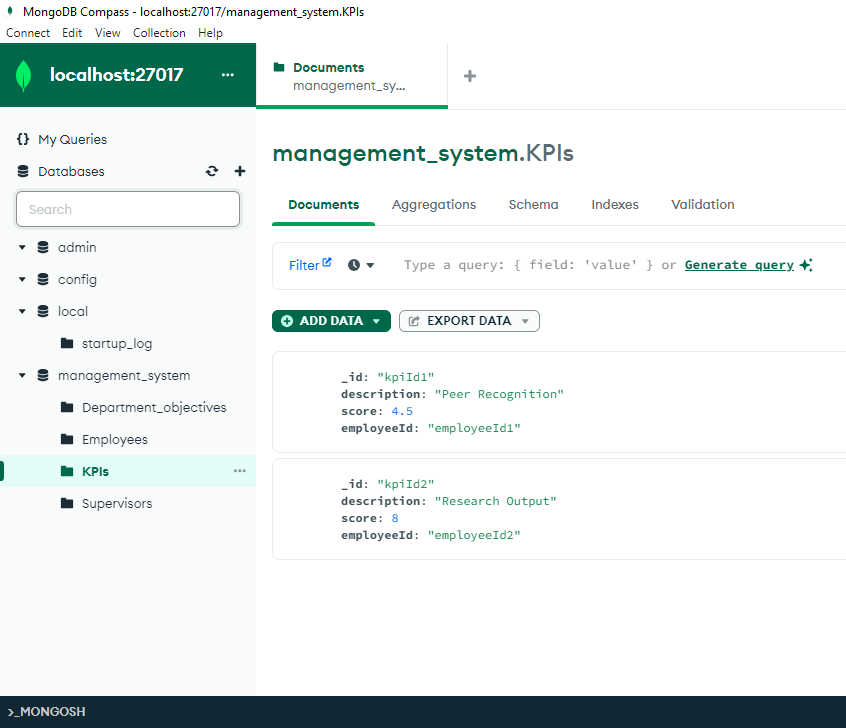 MongoDB Compass - localhost:27017/management_system.KPIs
Connect Edit View Collection Help
localhost:27017
Documents
management_sy...
{} My Queries
Databases
Search
admin
config
local
startup_log
management_system
Department_objectives
Employees
KPIs
Supervisors
management_system.KPIs
Documents Aggregations Schema Indexes Validation
Filter Type a query: { field: 'value' } or Generate query
ADD DATA EXPORT DATA
_id: "kpiId1"
description: "Peer Recognition"
score: 4.5
employeeId: "employeeId1"
_id: "kpiId2"
description: "Research Output"
score: 8
employeeId: "employeeId2"
>_MONGOSH